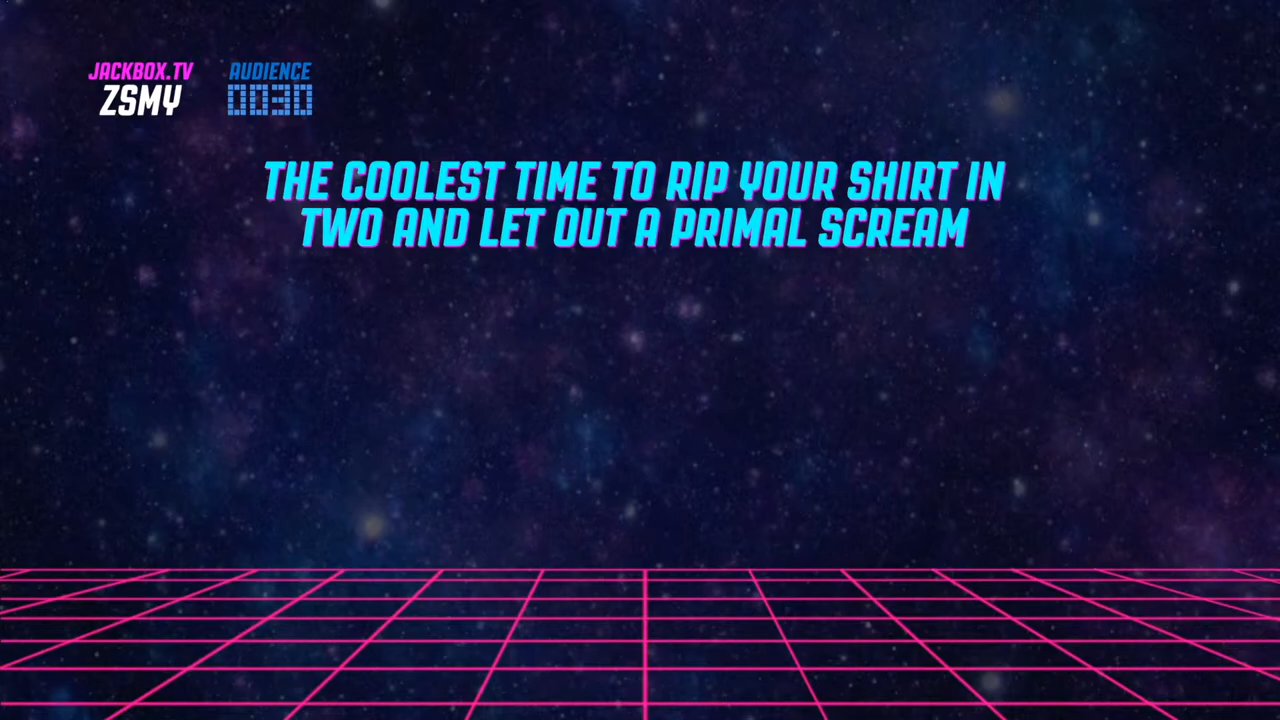 JACKBOX.TV
ZSMY
AUDIENCE
0030
THE COOLEST TIME TO RIP YOUR SHIRT IN
TWO AND LET OUT A PRIMAL SCREAM